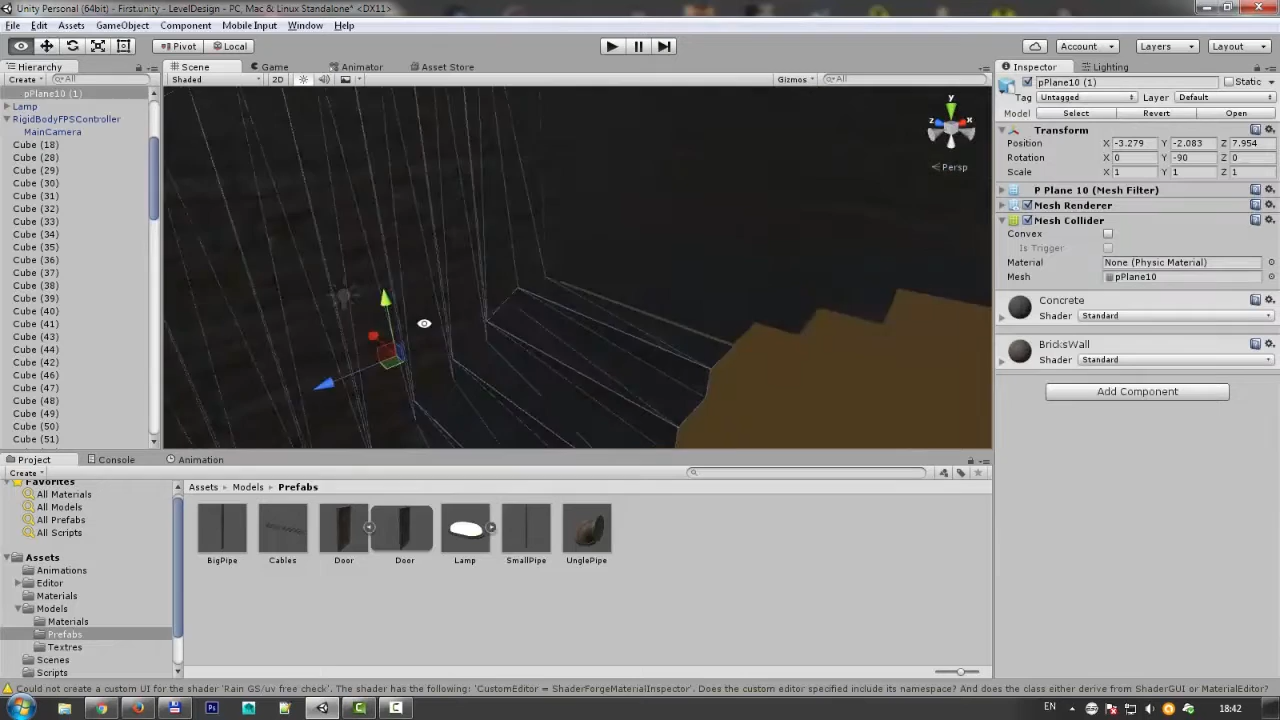 Unity Personal (64bit) - First.unity - LevelDesign - PC, Mac & Linux Standalone* <DX11>
File Edit Assets GameObject Component Mobile Input Window Help
Pivot Local Account Layers Layout
Hierarchy Scene Game Animator Asset Store Inspector Lighting
Create All Shaded 2D Gizmos All
pPlane10 (1)
Lamp
RigidBodyFPSController
MainCamera
Cube (18)
Cube (28)
Cube (29)
Cube (30)
Cube (31)
Cube (32)
Cube (33)
Cube (34)
Cube (35)
Cube (36)
Cube (37)
Cube (38)
Cube (39)
Cube (40)
Cube (41)
Cube (43)
Cube (44)
Cube (42)
Cube (46)
Cube (47)
Cube (48)
Cube (49)
Cube (50)
Cube (51)
y
z x
Persp
pPlane10 (1) Static
Tag Untagged Layer Default
Model Select Revert Open
Transform
Position X -3.279 Y -2.083 Z 7.954
Rotation X 0 Y -90 Z 0
Scale X 1 Y 1 Z 1
P Plane 10 (Mesh Filter)
Mesh Renderer
Mesh Collider
Convex
Is Trigger
Material None (Physic Material)
Mesh pPlane10
Concrete
Shader Standard
BricksWall
Shader Standard
Add Component
Project Console Animation
Create
Favorites
All Materials
All Models
All Prefabs
All Scripts
Assets
Animations
Editor
Materials
Models
Materials
Prefabs
Textres
Scenes
Scripts
Assets Models Prefabs
BigPipe Cables Door Door Lamp SmallPipe UnglePipe
Could not create a custom UI for the shader 'Rain GS/uv free check'. The shader has the following: 'CustomEditor = ShaderForgeMaterialInspector'. Does the custom editor specified include its namespace? And does the class either derive from ShaderGUI or MaterialEditor?
Ps EN 18:42